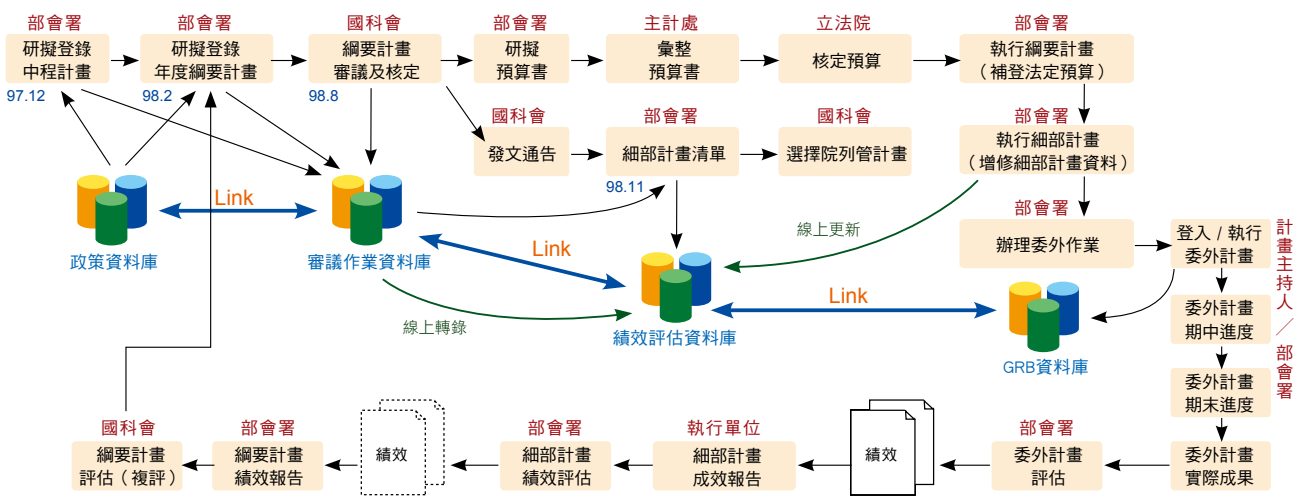 部會署
研擬登錄
中程計畫
97.12
部會署
研擬登錄
年度綱要計畫
98.2
國科會
綱要計畫
審議及核定
98.8
部會署
研擬
預算書
主計處
彙整
預算書
立法院
核定預算
部會署
執行綱要計畫
（補登法定預算）
國科會
發文通告
部會署
細部計畫清單
98.11
國科會
選擇院列管計畫
部會署
執行細部計畫
（增修細部計畫資料）
政策資料庫
Link
審議作業資料庫
Link
線上轉錄
績效評估資料庫
線上更新
Link
GRB資料庫
部會署
辦理委外作業
登入 / 執行
委外計畫
計畫主持人／部會署
委外計畫
期中進度
委外計畫
期末進度
委外計畫
實際成果
部會署
委外計畫
評估
績效
執行單位
細部計畫
成效報告
部會署
細部計畫
績效評估
績效
部會署
綱要計畫
績效報告
國科會
綱要計畫
評估（複評）